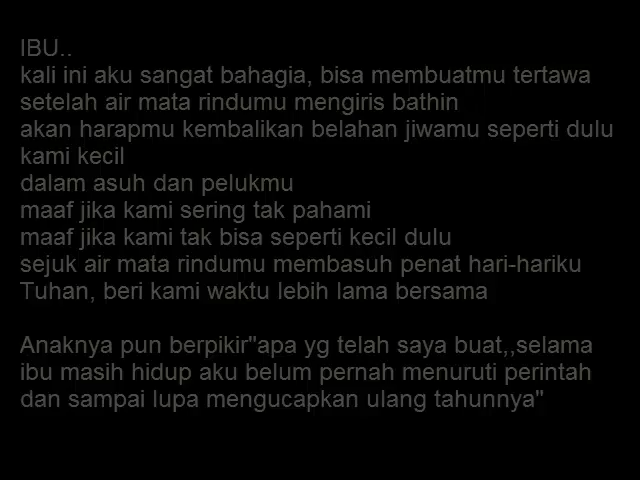 IBU..
kali ini aku sangat bahagia, bisa membuatmu tertawa
setelah air mata rindumu mengiris bathin
akan harapmu kembalikan belahan jiwamu seperti dulu
kami kecil
dalam asuh dan pelukmu
maaf jika kami sering tak pahami
maaf jika kami tak bisa seperti kecil dulu
sejuk air mata rindumu membasuh penat hari-hariku
Tuhan, beri kami waktu lebih lama bersama
Anaknya pun berpikir"apa yg telah saya buat,,selama
ibu masih hidup aku belum pernah menuruti perintah
dan sampai lupa mengucapkan ulang tahunnya"